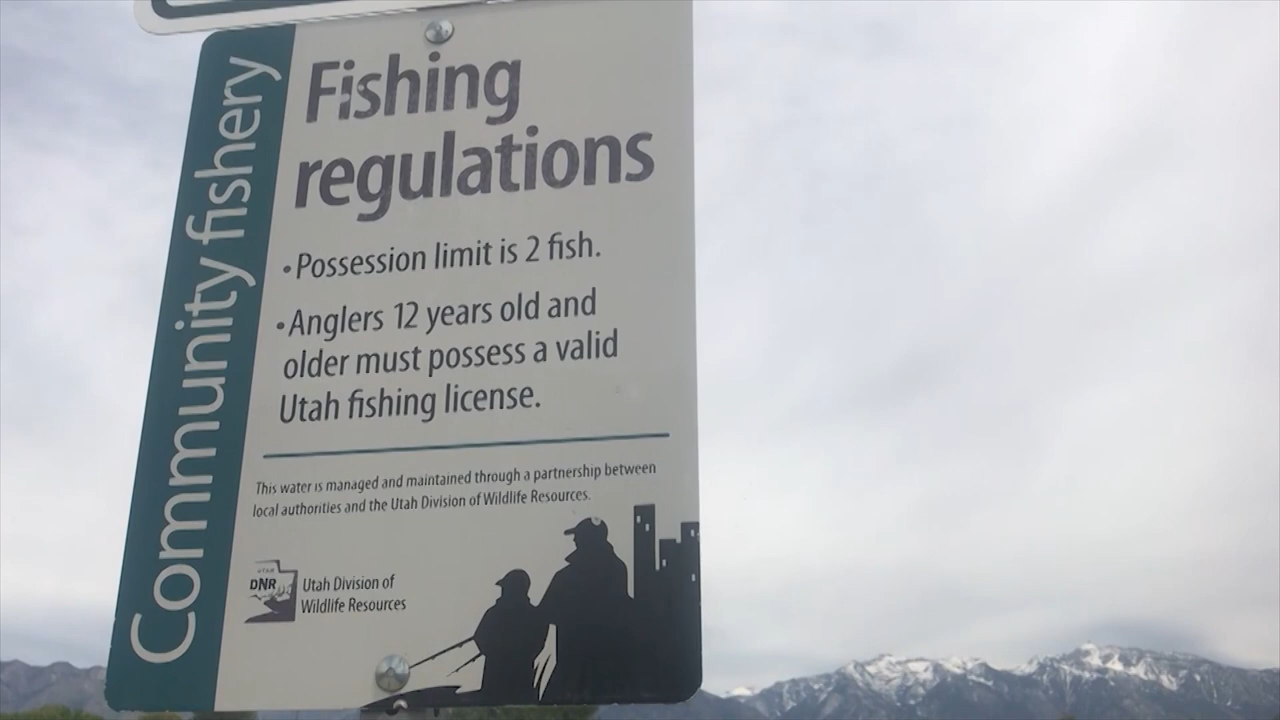 Community fishery
Fishing
regulations
•Possession limit is 2 fish.
•Anglers 12 years old and
older must possess a valid
Utah fishing license.
This water is managed and maintained through a partnership between
local authorities and the Utah Division of Wildlife Resources.
UTAH
DNR
Utah Division of
Wildlife Resources